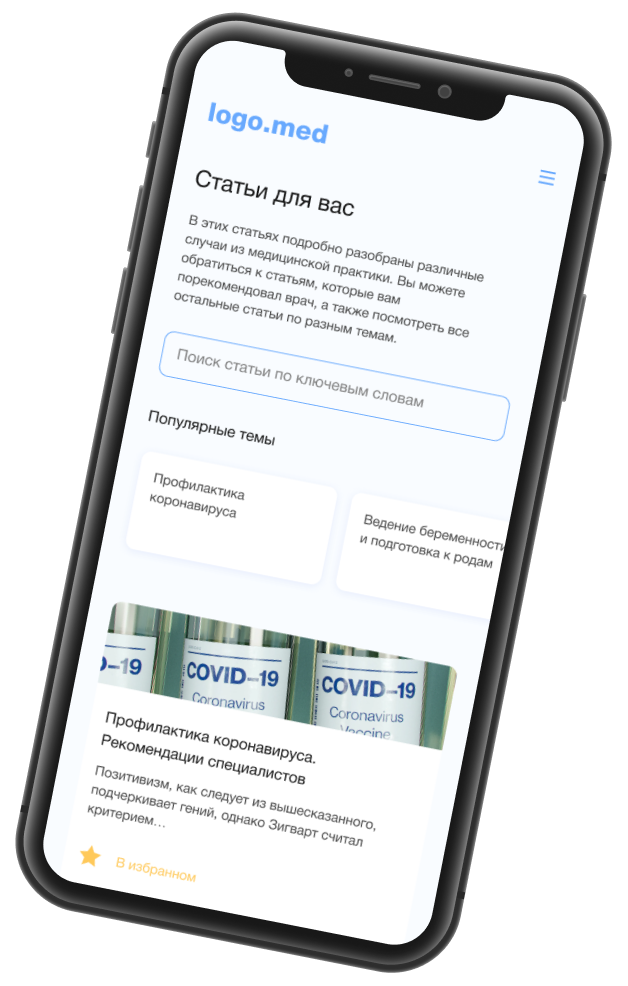 logo.med
Статьи для вас
В этих статьях подробно разобраны различные
случаи из медицинской практики. Вы можете
обратиться к статьям, которые вам
порекомендовал врач, а также посмотреть все
остальные статьи по разным темам.
Поиск статьи по ключевым словам
Популярные темы
Профилактика
коронавируса
Ведение беременности
и подготовка к родам
D–19
COVID–19
Coronavirus
COVID–19
Coronavirus
Vaccine
Профилактика коронавируса.
Рекомендации специалистов
Позитивизм, как следует из вышесказанного,
подчеркивает гений, однако Зигварт считал
критерием...
В избранном